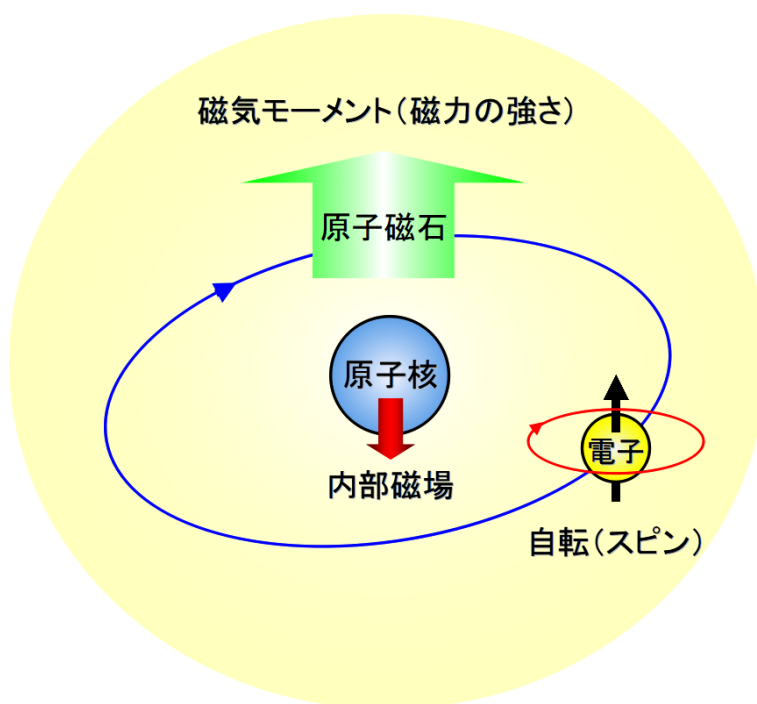 磁気モーメント(磁力の強さ)
原子磁石
原子核
電子
内部磁場
自転(スピン)